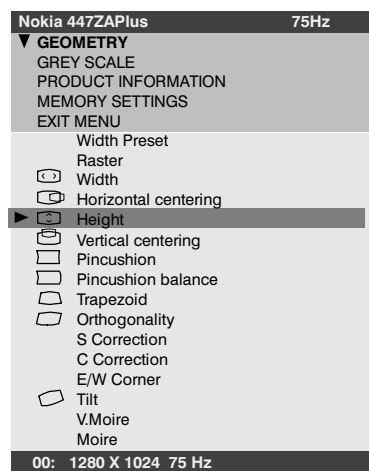 Nokia 447ZAPlus 75Hz
GEOMETRY
GREY SCALE
PRODUCT INFORMATION
MEMORY SETTINGS
EXIT MENU
Width Preset
Raster
Width
Horizontal centering
Height
Vertical centering
Pincushion
Pincushion balance
Trapezoid
Orthogonality
S Correction
C Correction
E/W Corner
Tilt
V.Moire
Moire
00: 1280 X 1024 75 Hz